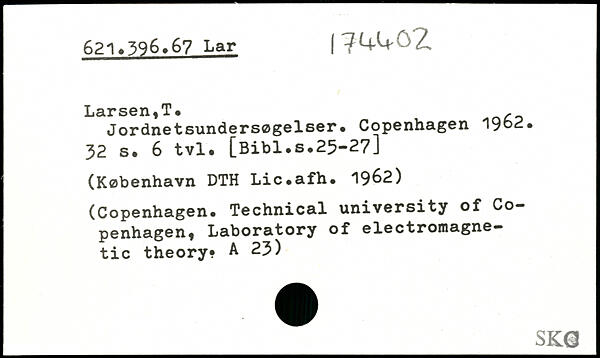 621.396.67 Lar
174402
Larsen,T.
Jordnetsundersøgelser. Copenhagen 1962.
32 s. 6 tvl. [Bibl.s.25-27]
(København DTH Lic.afh. 1962)
(Copenhagen. Technical university of Co-
penhagen, Laboratory of electromagne-
tic theory. A 23)
SKC